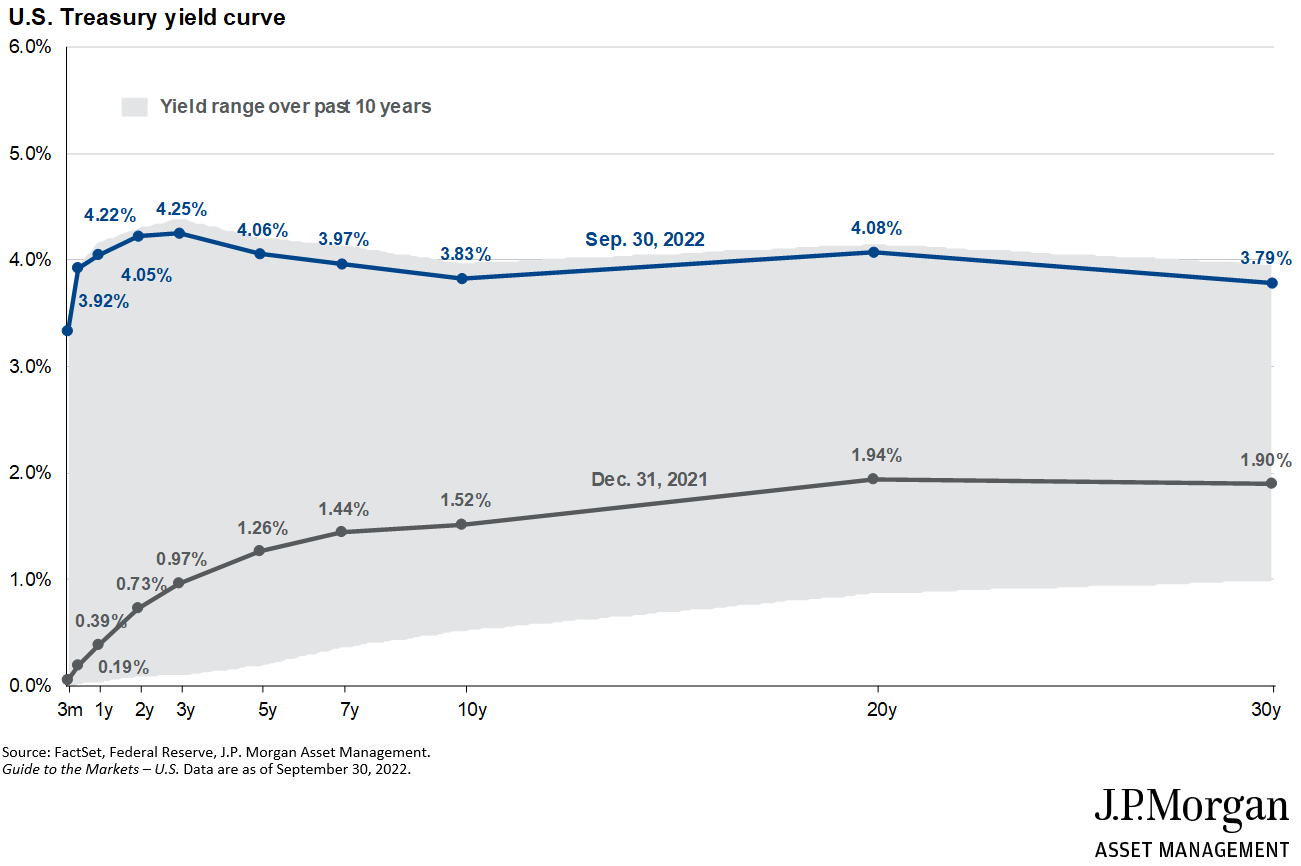 U.S. Treasury yield curve
6.0%
Yield range over past 10 years
5.0%
4.22% 4.25% 4.06% 3.97% 3.83% Sep. 30, 2022 4.08% 3.79%
4.0%
4.05%
3.92%
3.0%
2.0%
Dec. 31, 2021 1.94% 1.90%
0.39% 0.73% 0.97% 1.26% 1.44% 1.52%
1.0%
0.19%
0.0%
3m 1y 2y 3y 5y 7y 10y 20y 30y
Source: FactSet, Federal Reserve, J.P. Morgan Asset Management.
Guide to the Markets – U.S. Data are as of September 30, 2022.
J.P.Morgan
ASSET MANAGEMENT